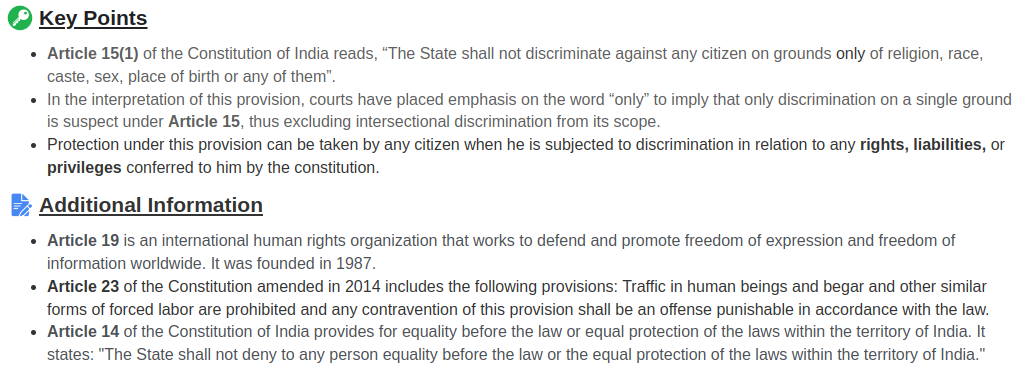 Key Points
Article 15(1) of the Constitution of India reads, “The State shall not discriminate against any citizen on grounds only of religion, race,
caste, sex, place of birth or any of them”.
In the interpretation of this provision, courts have placed emphasis on the word “only” to imply that only discrimination on a single ground
is suspect under Article 15, thus excluding intersectional discrimination from its scope.
Protection under this provision can be taken by any citizen when he is subjected to discrimination in relation to any rights, liabilities, or
privileges conferred to him by the constitution.
Additional Information
Article 19 is an international human rights organization that works to defend and promote freedom of expression and freedom of
information worldwide. It was founded in 1987.
Article 23 of the Constitution amended in 2014 includes the following provisions: Traffic in human beings and begar and other similar
forms of forced labor are prohibited and any contravention of this provision shall be an offense punishable in accordance with the law.
Article 14 of the Constitution of India provides for equality before the law or equal protection of the laws within the territory of India. It
states: "The State shall not deny to any person equality before the law or the equal protection of the laws within the territory of India."